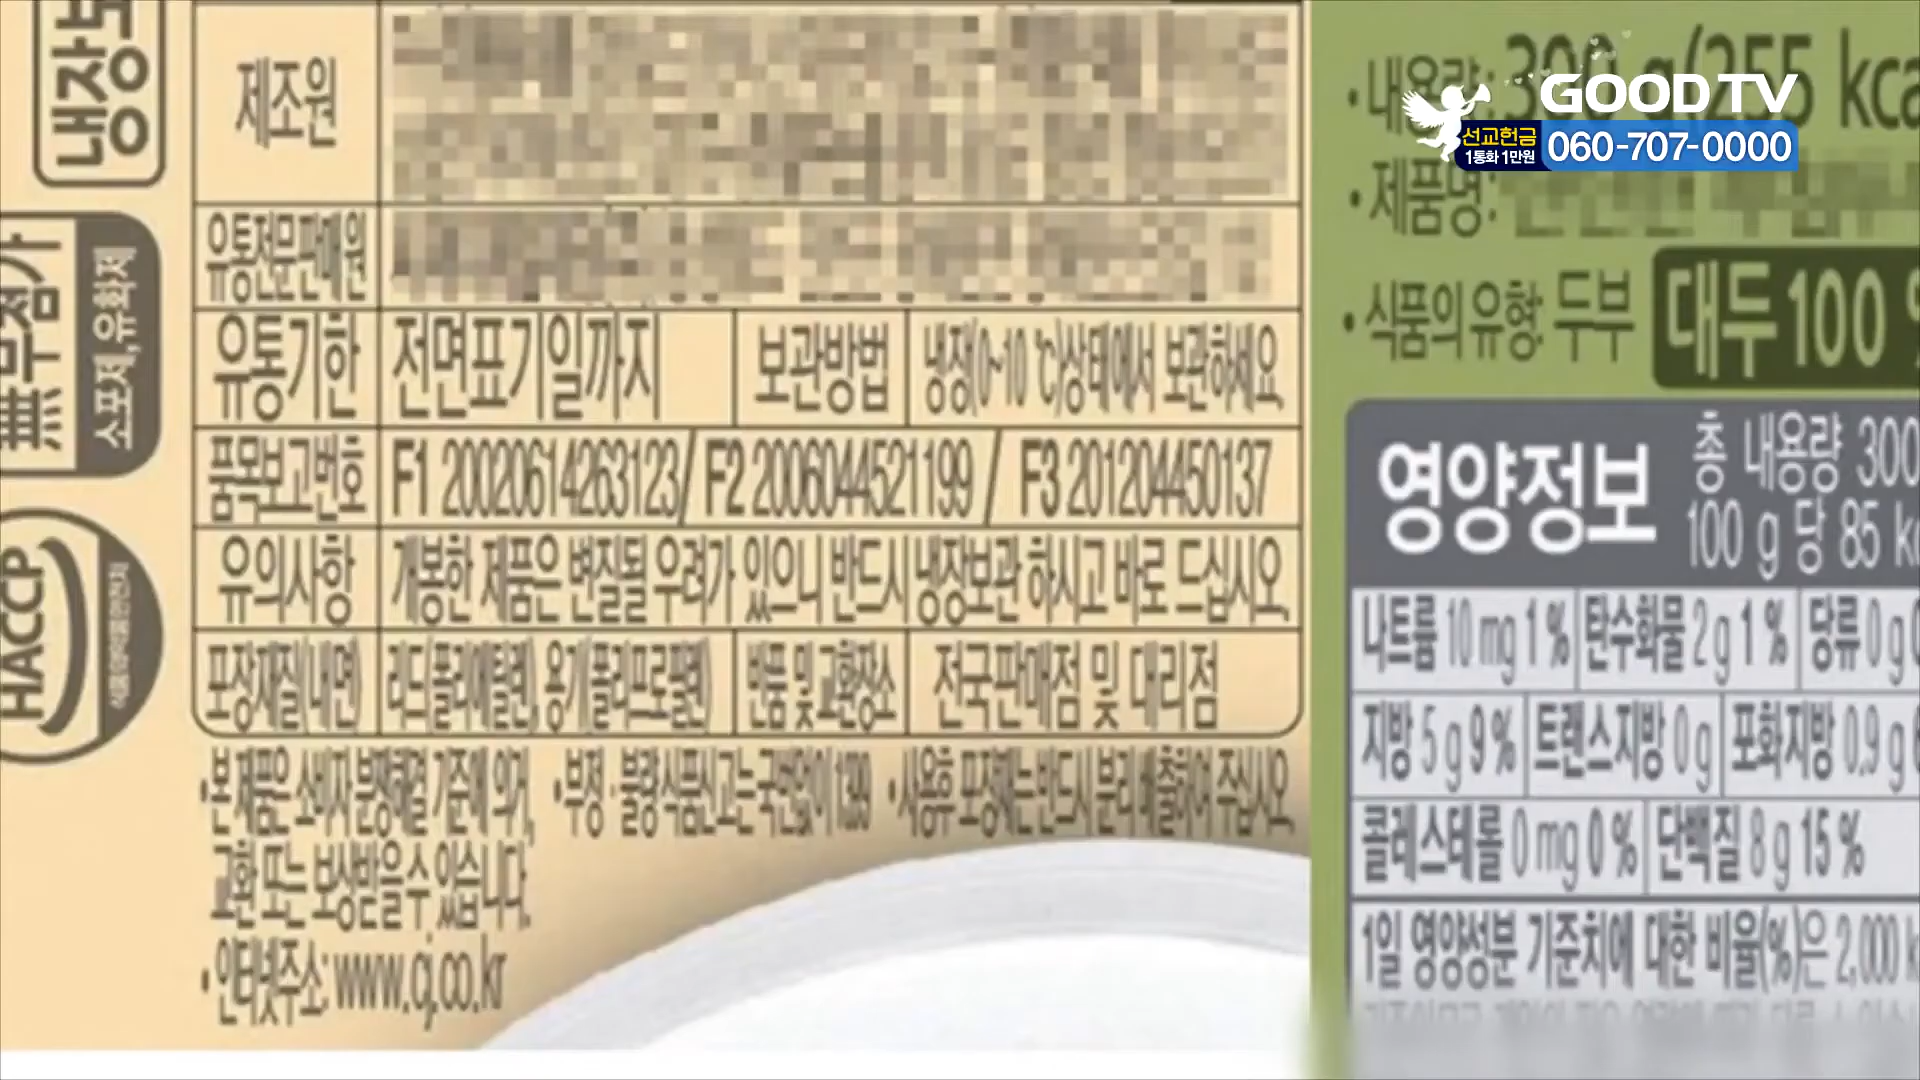 냉장보
無 무첨가
소포제, 유화제
HACCP
식품의약품안전처
제조원
유통전문판매원
유통기한 전면표기일까지 보관방법 냉장(0~10 ℃)상태에서 보관하세요.
품목보고번호 F1 20020614263123/ F2 2006044521199 / F3 201204450137
유의사항 개봉한 제품은 변질될 우려가 있으니 반드시 냉장보관 하시고 바로 드십시오.
포장재질(내면) 리드(폴리에틸렌), 용기(폴리프로필렌) 반품 및 교환장소 전국 판매점 및 대리점
•본 제품은 소비자 분쟁해결 기준에 의거, •부정·불량식품신고는 국번없이 1399 •사용후 포장재는 반드시 분리 배출하여 주십시오.
교환 또는 보상받을 수 있습니다.
•인터넷주소: www.cj.co.kr
•내용량: 300 g(255 kca
•제품명:
•식품의 유형: 두부 대두 100 %
영양정보 총 내용량 300
100 g 당 85 kc
나트륨 10 mg 1 % 탄수화물 2 g 1 % 당류 0 g 0
지방 5 g 9 % 트랜스지방 0 g 포화지방 0.9 g 6
콜레스테롤 0 mg 0 % 단백질 8 g 15 %
1일 영양성분 기준치에 대한 비율(%)은 2,000 k
GOODTV
선교헌금
1통화 1만원
060-707-0000